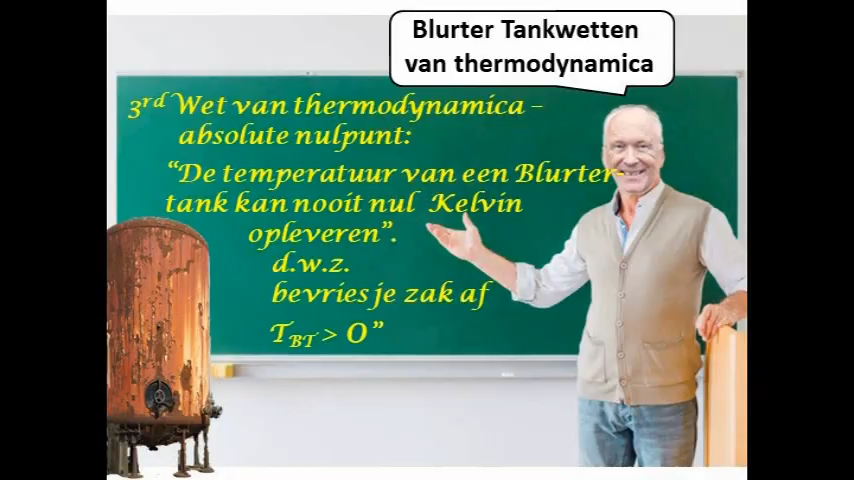 Blurter Tankwetten
van thermodynamica
3rd Wet van thermodynamica –
absolute nulpunt:
“De temperatuur van een Blurter-
tank kan nooit nul Kelvin
opleveren”.
d.w.z.
bevries je zak af
TBT > 0”